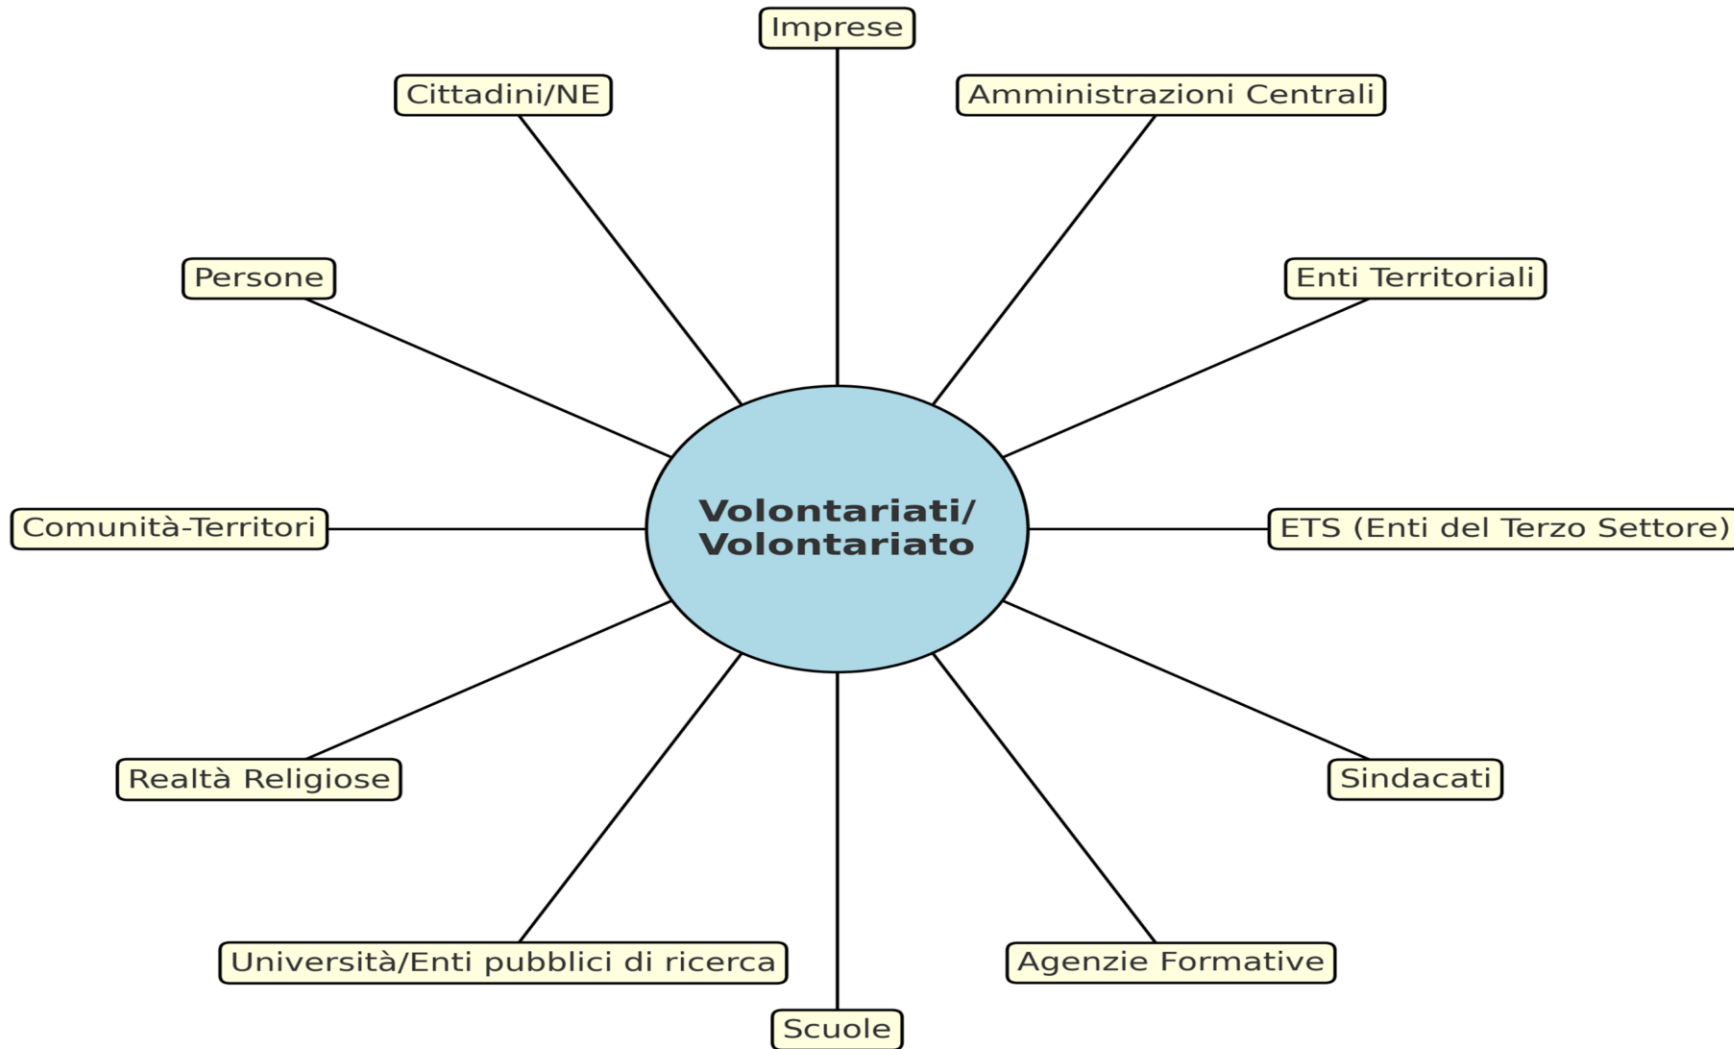 Imprese
Cittadini/NE
Amministrazioni Centrali
Persone
Enti Territoriali
Volontariati/
Volontariato
Comunità-Territori
ETS (Enti del Terzo Settore)
Realtà Religiose
Sindacati
Università/Enti pubblici di ricerca
Agenzie Formative
Scuole